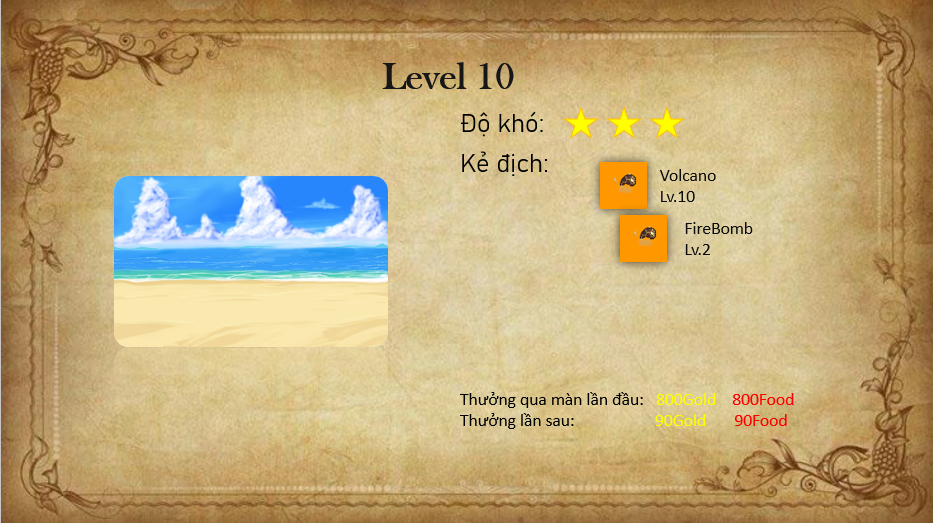 Level 10
Độ khó:
Kẻ địch:
Volcano
Lv.10
FireBomb
Lv.2
Thưởng qua màn lần đầu: 800Gold 800Food
Thưởng lần sau: 90Gold 90Food